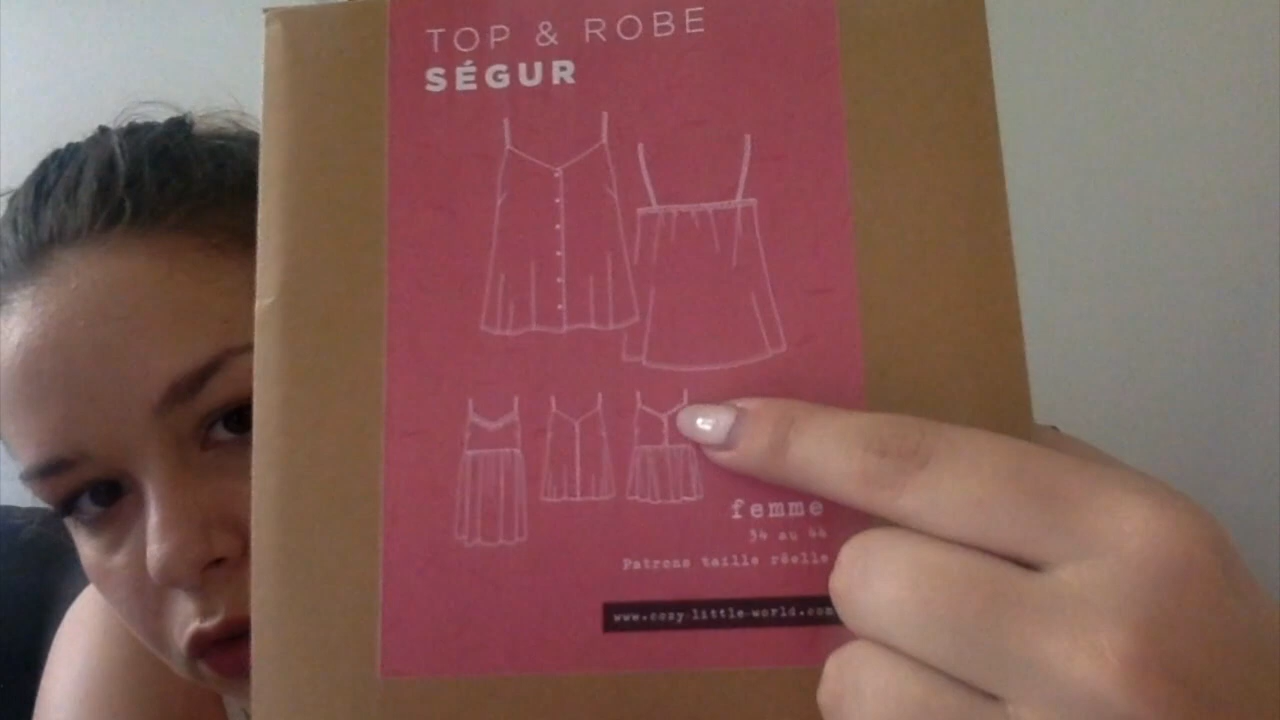 TOP & ROBE
SÉGUR
femme
34 au 44
Patrons taille réelle
www.cozy-little-world.com